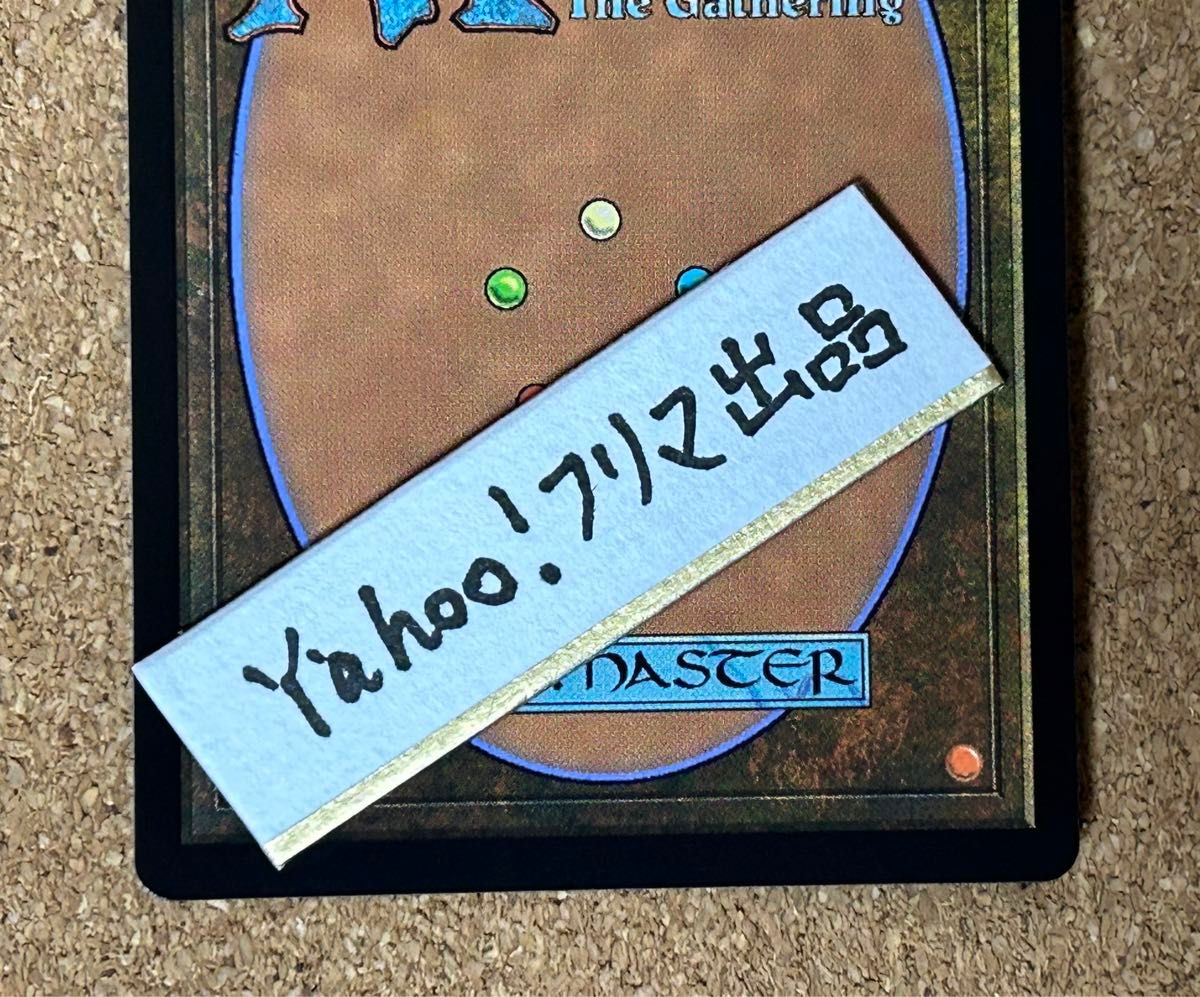 The Gathering
Yahoo!フリマ出品
MASTER